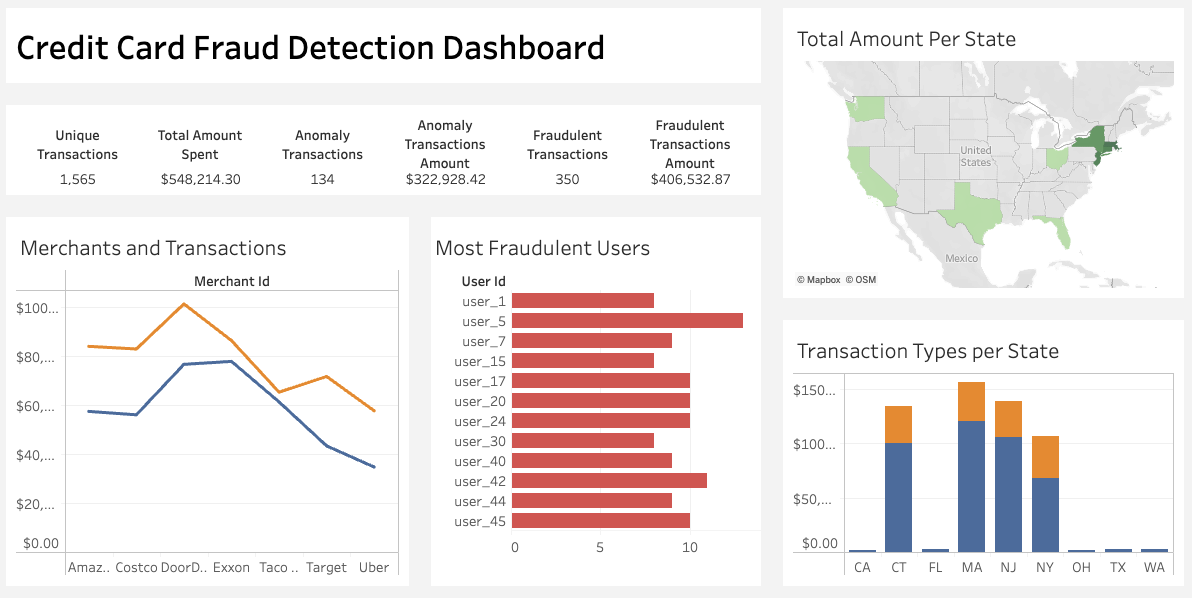 Credit Card Fraud Detection Dashboard
Unique
Transactions
1,565
Total Amount
Spent
$548,214.30
Anomaly
Transactions
134
Anomaly
Transactions
Amount
$322,928.42
Fraudulent
Transactions
350
Fraudulent
Transactions
Amount
$406,532.87
Merchants and Transactions
Merchant Id
$100...
$80,...
$60,...
$40,...
$20,...
$0.00
Amaz.. Costco DoorD.. Exxon Taco .. Target Uber
Most Fraudulent Users
User Id
user_1
user_5
user_7
user_15
user_17
user_20
user_24
user_30
user_40
user_42
user_44
user_45
0 5 10
Total Amount Per State
United
States
Mexico
© Mapbox © OSM
Transaction Types per State
$150...
$100...
$50,...
$0.00
CA CT FL MA NJ NY OH TX WA